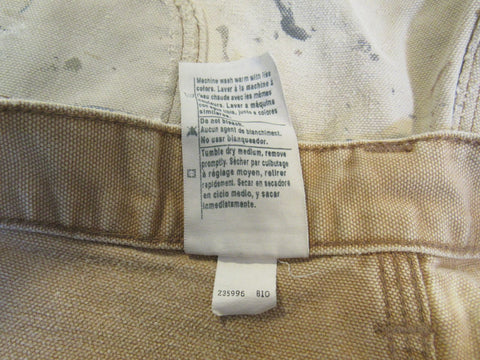 Machine wash warm with like
colors. Laver à la machine à
l'eau chaude avec les mêmes
couleurs. Lavar a máquina
con colores
Do not bleach.
Aucun agent de blanchiment.
No usar blanqueador.
Tumble dry medium, remove
promptly. Sécher par culbutage
à réglage moyen, retirer
rapidement. Secar en secadora
en ciclo medio, y sacar
inmediatamente.
235996 810